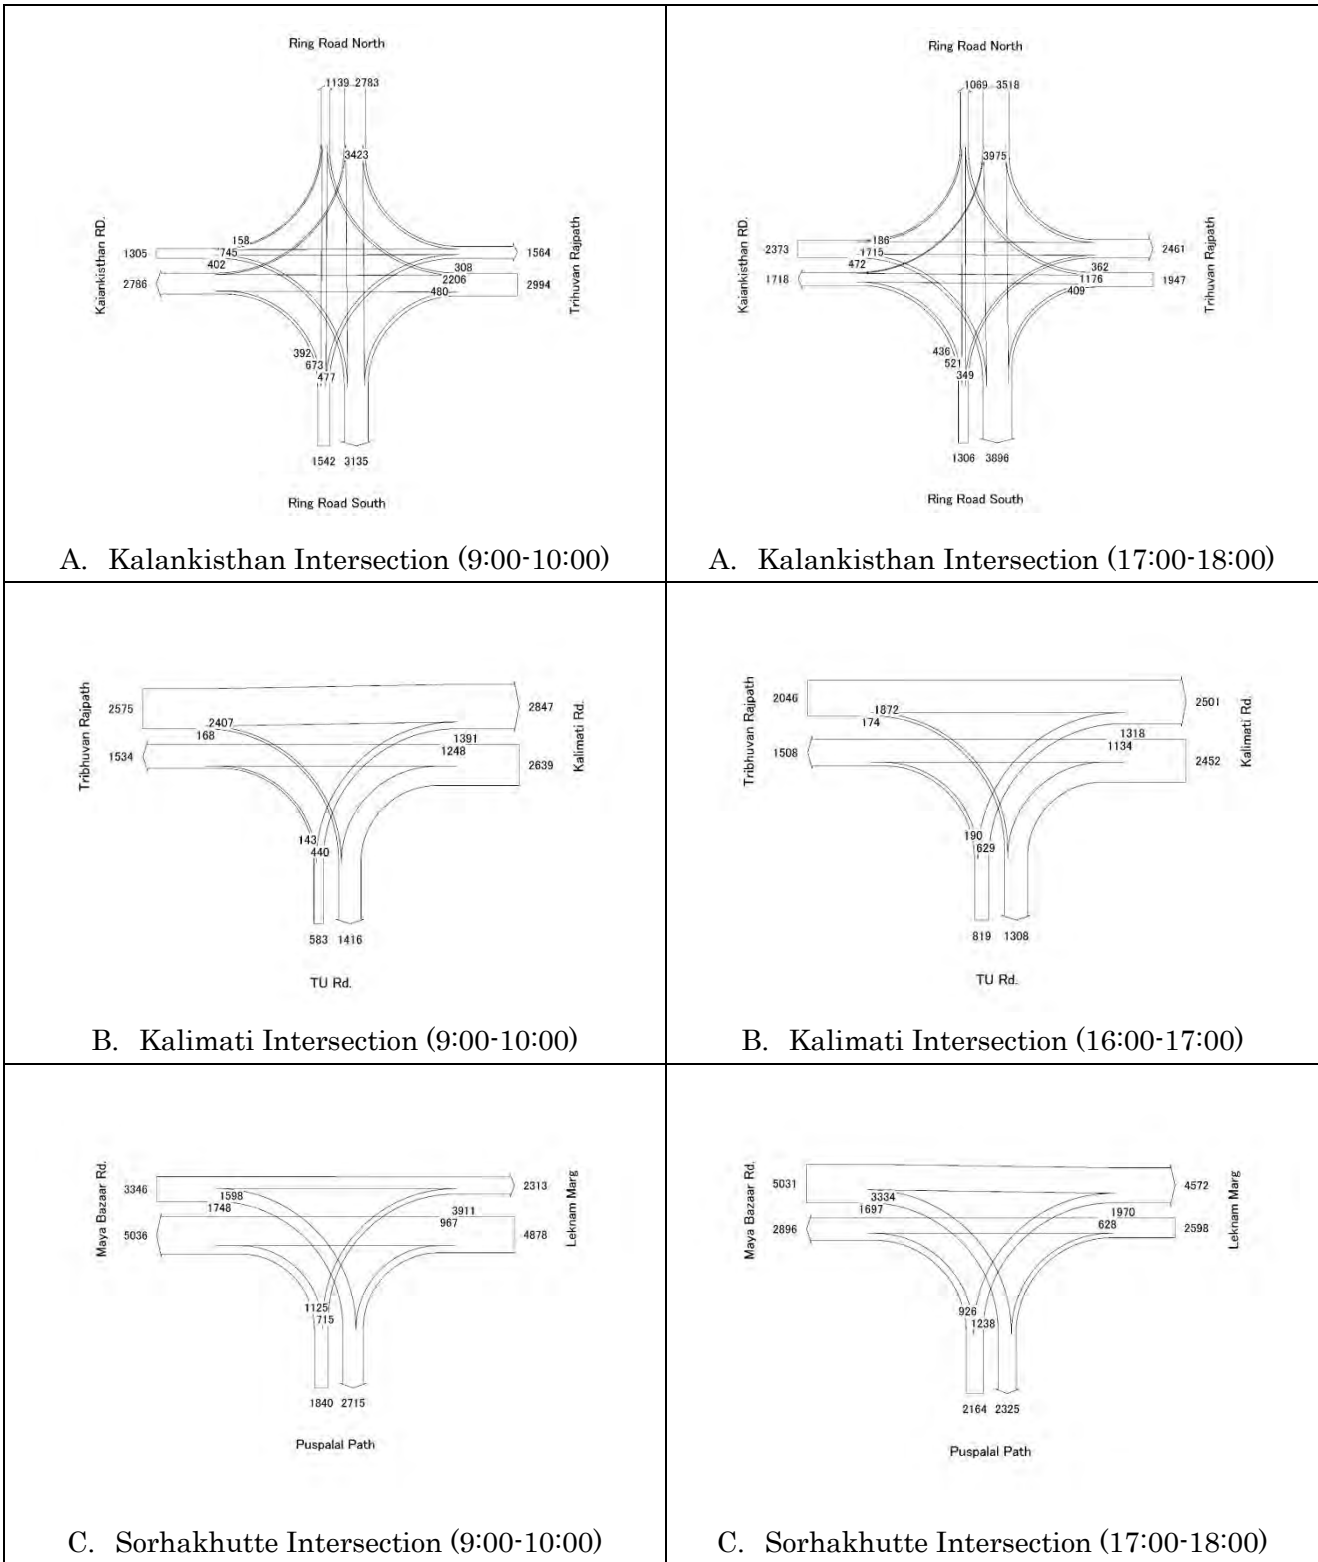 Ring Road North
1139 2783
3423
Kaiankisthan RD.
158
1305 745 1564
402 308
2786 2206 2994
480
Trihuvan Rajpath
392
673
477
1542 3135
Ring Road South
A. Kalankisthan Intersection (9:00-10:00)
Ring Road North
1069 3518
3975
Kaiankisthan RD.
186
2373 1715 2461
472 362
1718 1176 1947
409
Trihuvan Rajpath
436
521
349
1306 3896
Ring Road South
A. Kalankisthan Intersection (17:00-18:00)
Tribhuvan Rajpath
2575 2847
2407
168 1391
1534 1248
2639
Kalimati Rd.
143
440
583 1416
TU Rd.
B. Kalimati Intersection (9:00-10:00)
Tribhuvan Rajpath
2046 2501
1872
174 1318
1508 1134
2452
Kalimati Rd.
190
629
819 1308
TU Rd.
B. Kalimati Intersection (16:00-17:00)
Maya Bazaar Rd.
3346 2313
1598
1748 3911
967
5036 4878
Leknam Marg
1125
715
1840 2715
Puspalal Path
C. Sorhakhutte Intersection (9:00-10:00)
Maya Bazaar Rd.
5031 4572
3334
1697 1970
628
2896 2598
Leknam Marg
926
1238
2164 2325
Puspalal Path
C. Sorhakhutte Intersection (17:00-18:00)